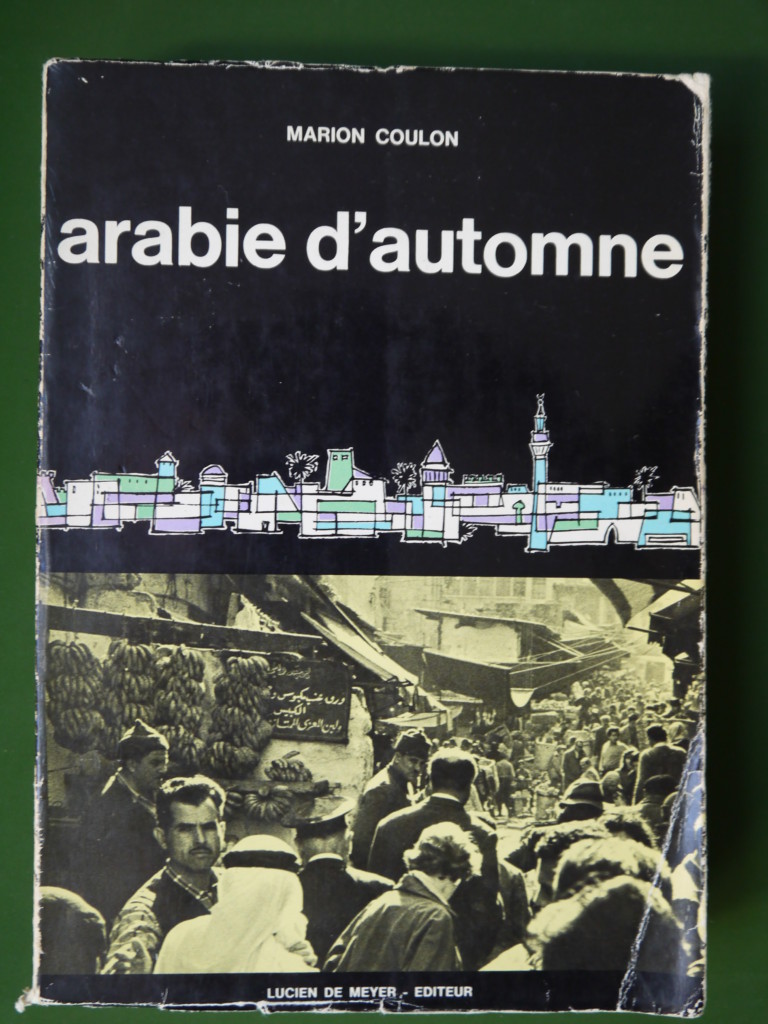 MARION COULON
arabie d'automne
LUCIEN DE MEYER - EDITEUR